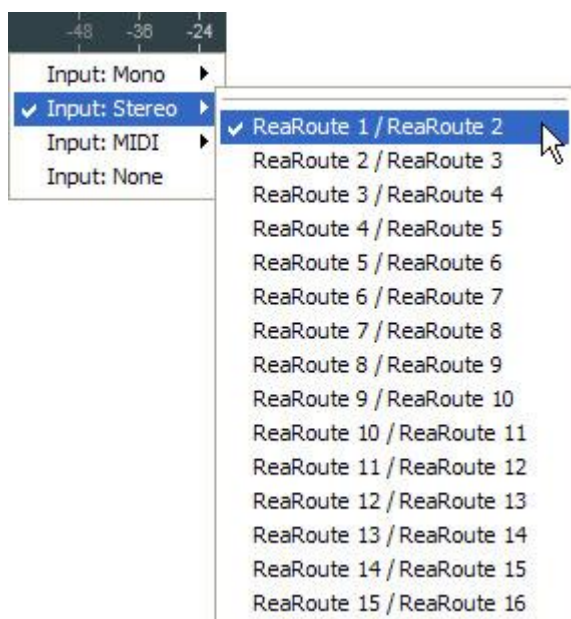 -48 -36 -24
Input: Mono
Input: Stereo
Input: MIDI
Input: None
ReaRoute 1 / ReaRoute 2
ReaRoute 2 / ReaRoute 3
ReaRoute 3 / ReaRoute 4
ReaRoute 4 / ReaRoute 5
ReaRoute 5 / ReaRoute 6
ReaRoute 6 / ReaRoute 7
ReaRoute 7 / ReaRoute 8
ReaRoute 8 / ReaRoute 9
ReaRoute 9 / ReaRoute 10
ReaRoute 10 / ReaRoute 11
ReaRoute 11 / ReaRoute 12
ReaRoute 12 / ReaRoute 13
ReaRoute 13 / ReaRoute 14
ReaRoute 14 / ReaRoute 15
ReaRoute 15 / ReaRoute 16